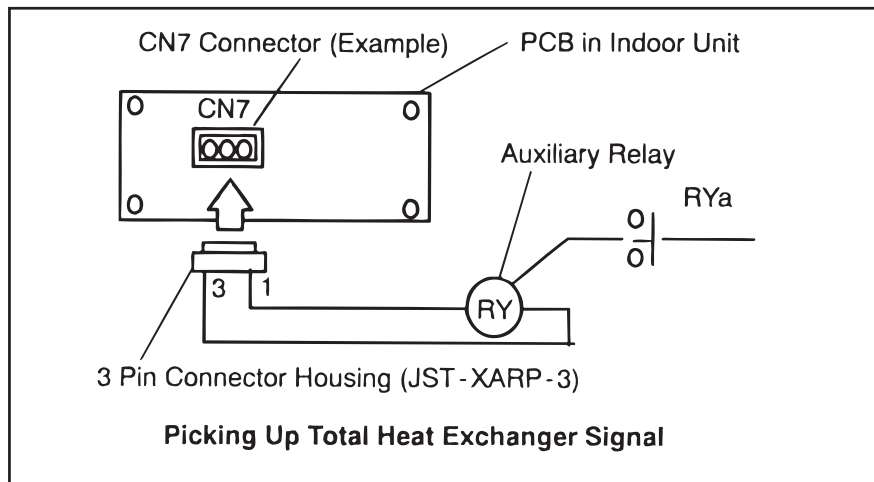 CN7 Connector (Example)
PCB in Indoor Unit
CN7
Auxiliary Relay
RYa
3
1
RY
3 Pin Connector Housing (JST-XARP-3)
Picking Up Total Heat Exchanger Signal